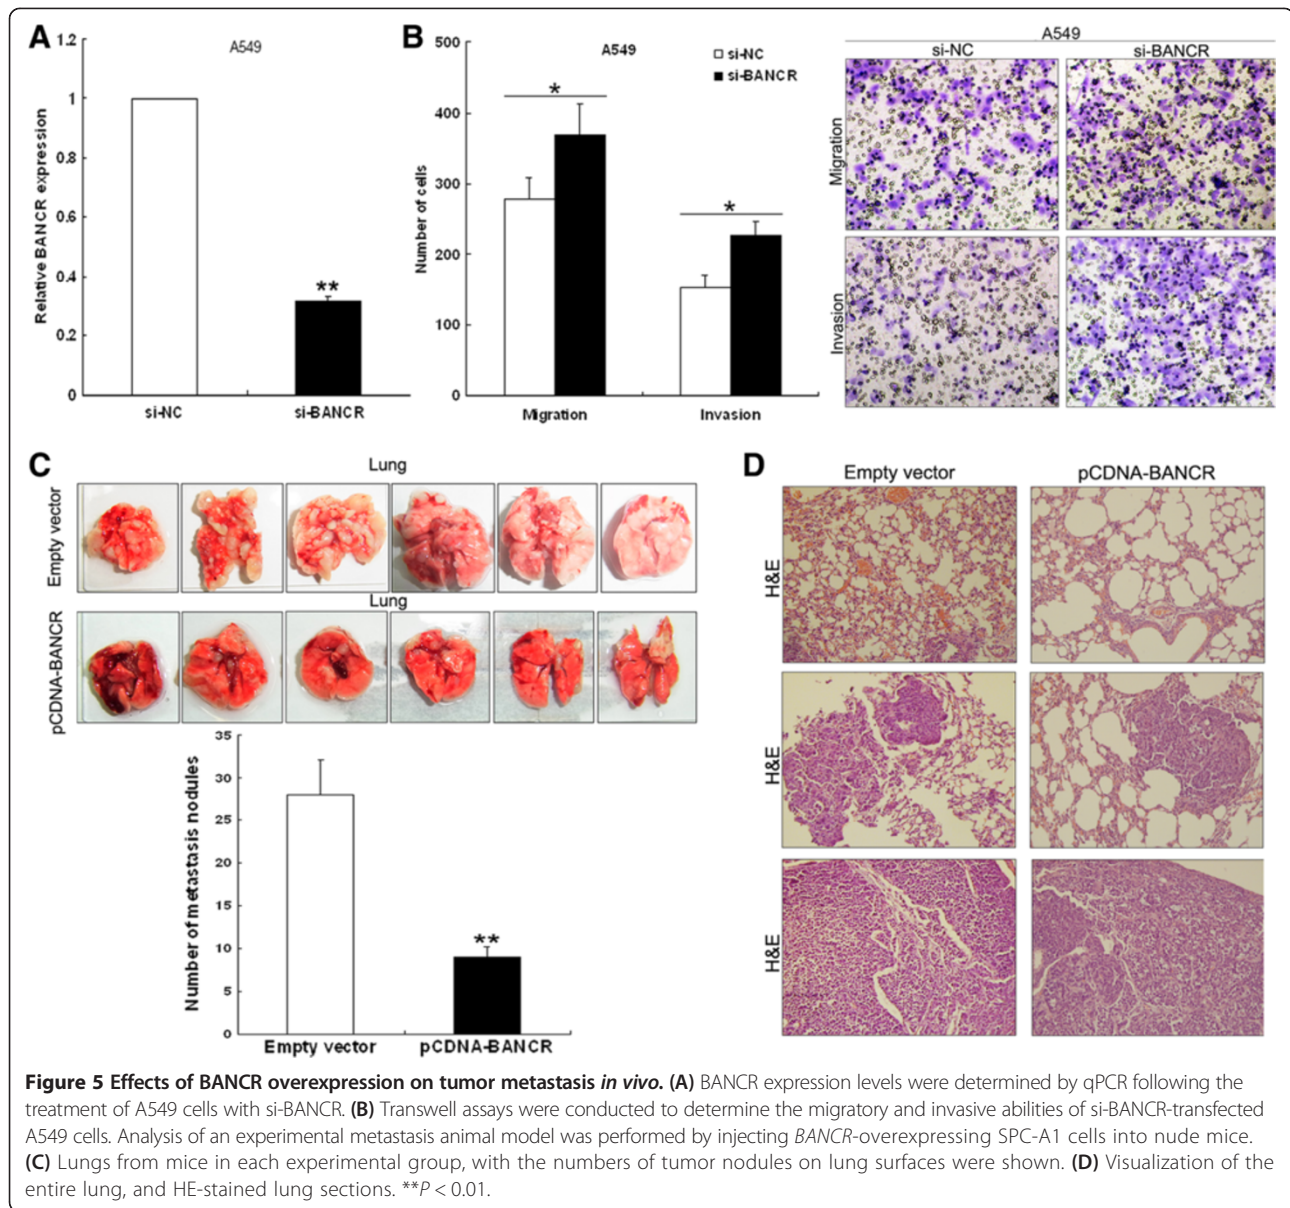 A
A549
1.2
1
0.8
0.6
0.4
0.2
0
Relative BANCR expression
**
si-NC
si-BANCR
B
A549
500
400
300
200
100
0
Number of cells
si-NC
si-BANCR
*
*
Migration
Invasion
A549
si-NC
si-BANCR
Migration
Invasion
C
Lung
Empty vector
Lung
pCDNA-BANCR
35
30
25
20
15
10
5
0
Number of metastasis nodules
**
Empty vector
pCDNA-BANCR
D
Empty vector
pCDNA-BANCR
H&E
H&E
H&E
Figure 5 Effects of BANCR overexpression on tumor metastasis in vivo. (A) BANCR expression levels were determined by qPCR following the
treatment of A549 cells with si-BANCR. (B) Transwell assays were conducted to determine the migratory and invasive abilities of si-BANCR-transfected
A549 cells. Analysis of an experimental metastasis animal model was performed by injecting BANCR-overexpressing SPC-A1 cells into nude mice.
(C) Lungs from mice in each experimental group, with the numbers of tumor nodules on lung surfaces were shown. (D) Visualization of the
entire lung, and HE-stained lung sections. **P < 0.01.